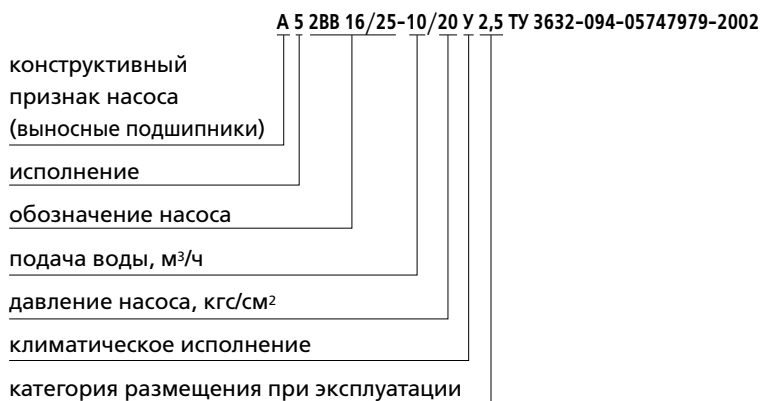 А 5 2ВВ 16/25-10/20 У 2,5 ТУ 3632-094-05747979-2002
конструктивный
признак насоса
(выносные подшипники)
исполнение
обозначение насоса
подача воды, м³/ч
давление насоса, кгс/см²
климатическое исполнение
категория размещения при эксплуатации